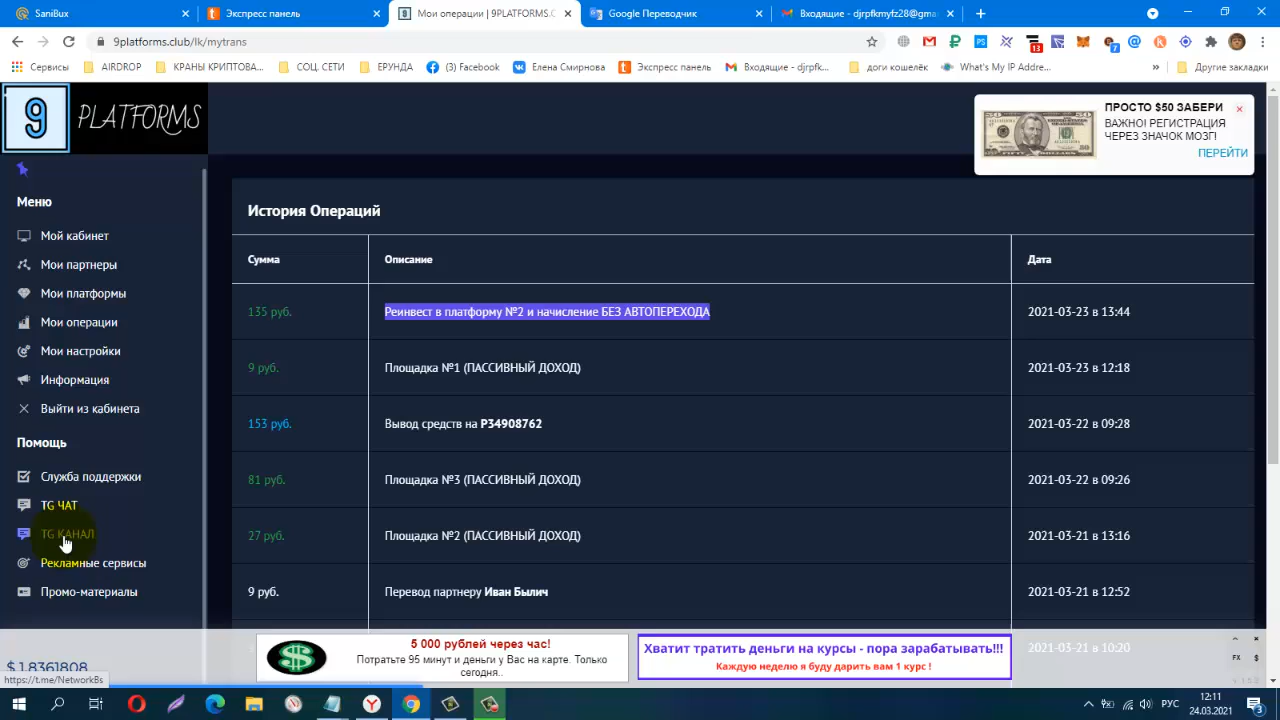 SaniBux
Экспресс панель
Мои операции | 9PLATFORMS.C
Google Переводчик
Входящие - djrpfkmyfz28@gmai
9platforms.club/lk/mytrans
13
7
Сервисы
AIRDROP
КРАНЫ КРИПТОВА...
СОЦ. СЕТИ
ЕРУНДА
(3) Facebook
Елена Смирнова
Экспресс панель
Входящие - djrpfk...
доги кошелёк
What's My IP Addre...
»
Другие закладки
9 PLATFORMS
ПРОСТО $50 ЗАБЕРИ
ВАЖНО! РЕГИСТРАЦИЯ
ЧЕРЕЗ ЗНАЧОК МОЗГ!
ПЕРЕЙТИ
Меню
Мой кабинет
Мои партнеры
Мои платформы
Мои операции
Мои настройки
Информация
Выйти из кабинета
Помощь
Служба поддержки
TG ЧАТ
TG КАНАЛ
Рекламные сервисы
Промо-материалы
История Операций
Сумма Описание Дата
135 руб. Реинвест в платформу №2 и начисление БЕЗ АВТОПЕРЕХОДА 2021-03-23 в 13:44
9 руб. Площадка №1 (ПАССИВНЫЙ ДОХОД) 2021-03-23 в 12:18
153 руб. Вывод средств на P34908762 2021-03-22 в 09:28
81 руб. Площадка №3 (ПАССИВНЫЙ ДОХОД) 2021-03-22 в 09:26
27 руб. Площадка №2 (ПАССИВНЫЙ ДОХОД) 2021-03-21 в 13:16
9 руб. Перевод партнеру Иван Былич 2021-03-21 в 12:52
2021-03-21 в 10:20
5 000 рублей через час!
Потратьте 95 минут и деньги у Вас на карте. Только
сегодня..
Хватит тратить деньги на курсы - пора зарабатывать!!!
Каждую неделю я буду дарить вам 1 курс !
FX $
$ 1.8361808
https://t.me/NetworkBs
РУС
12:11
24.03.2021
3